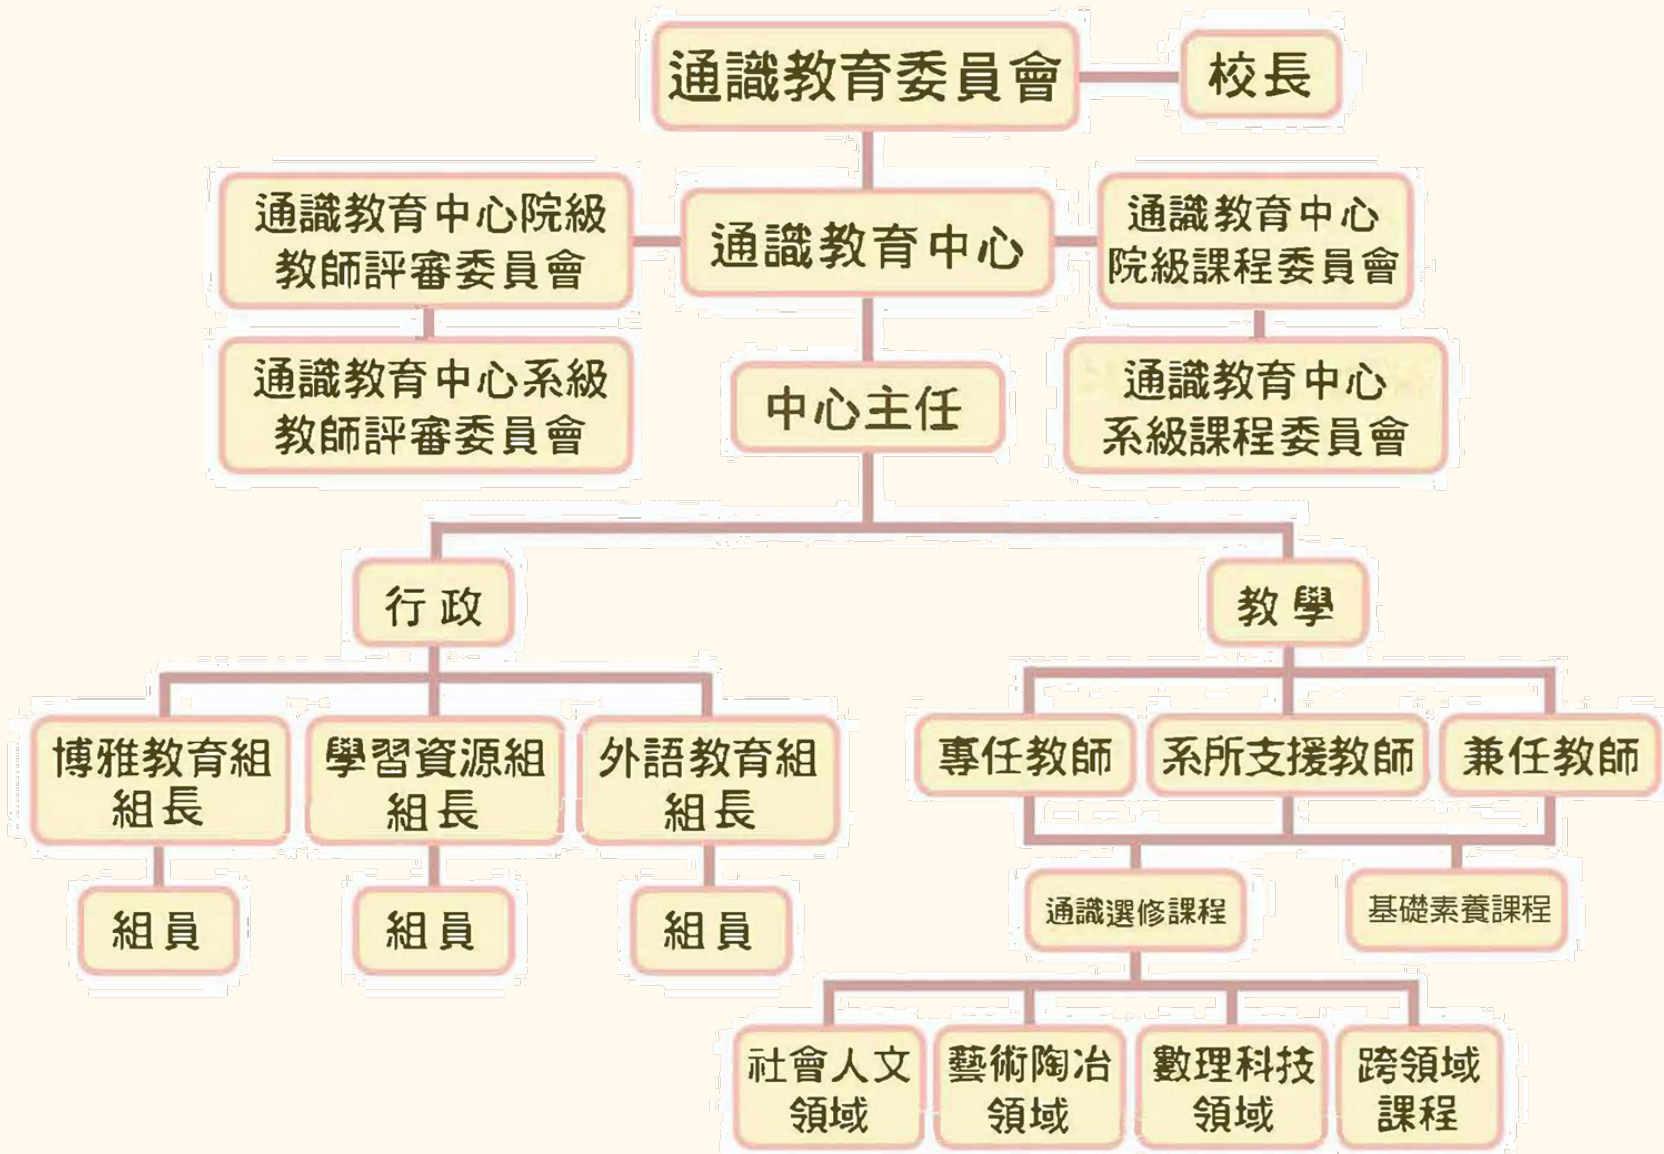 通識教育委員會
校長
通識教育中心院級
教師評審委員會
通識教育中心
通識教育中心
院級課程委員會
通識教育中心系級
教師評審委員會
中心主任
通識教育中心
系級課程委員會
行政
教學
博雅教育組
組長
學習資源組
組長
外語教育組
組長
專任教師
系所支援教師
兼任教師
組員
組員
組員
通識選修課程
基礎素養課程
社會人文
領域
藝術陶冶
領域
數理科技
領域
跨領域
課程